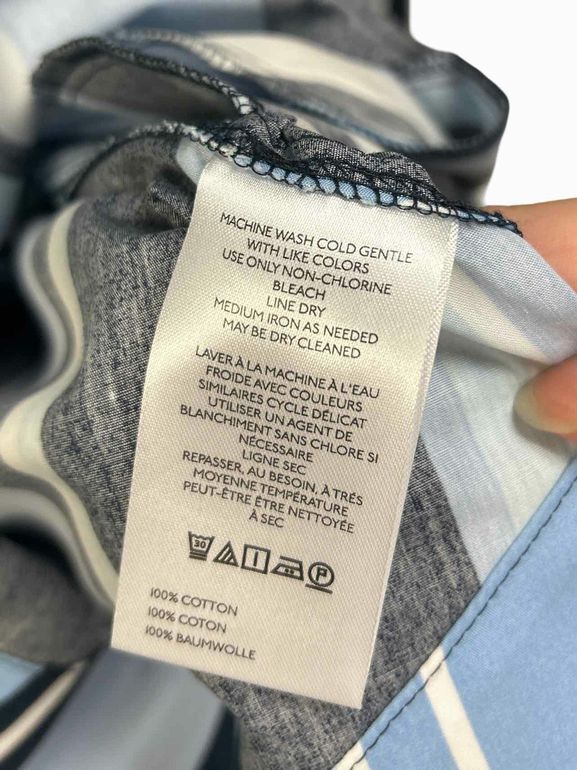 MACHINE WASH COLD GENTLE
WITH LIKE COLORS
USE ONLY NON-CHLORINE
BLEACH
LINE DRY
MEDIUM IRON AS NEEDED
MAY BE DRY CLEANED
LAVER À LA MACHINE À L'EAU
FROIDE AVEC COULEURS
SIMILAIRES CYCLE DÉLICAT
UTILISER UN AGENT DE
BLANCHIMENT SANS CHLORE SI
NÉCESSAIRE
LIGNE SEC
REPASSER, AU BESOIN, À TRÉS
MOYENNE TEMPÉRATURE
PEUT-ÊTRE ÊTRE NETTOYÉE
À SEC
30 P
100% COTTON
100% COTON
100% BAUMWOLLE